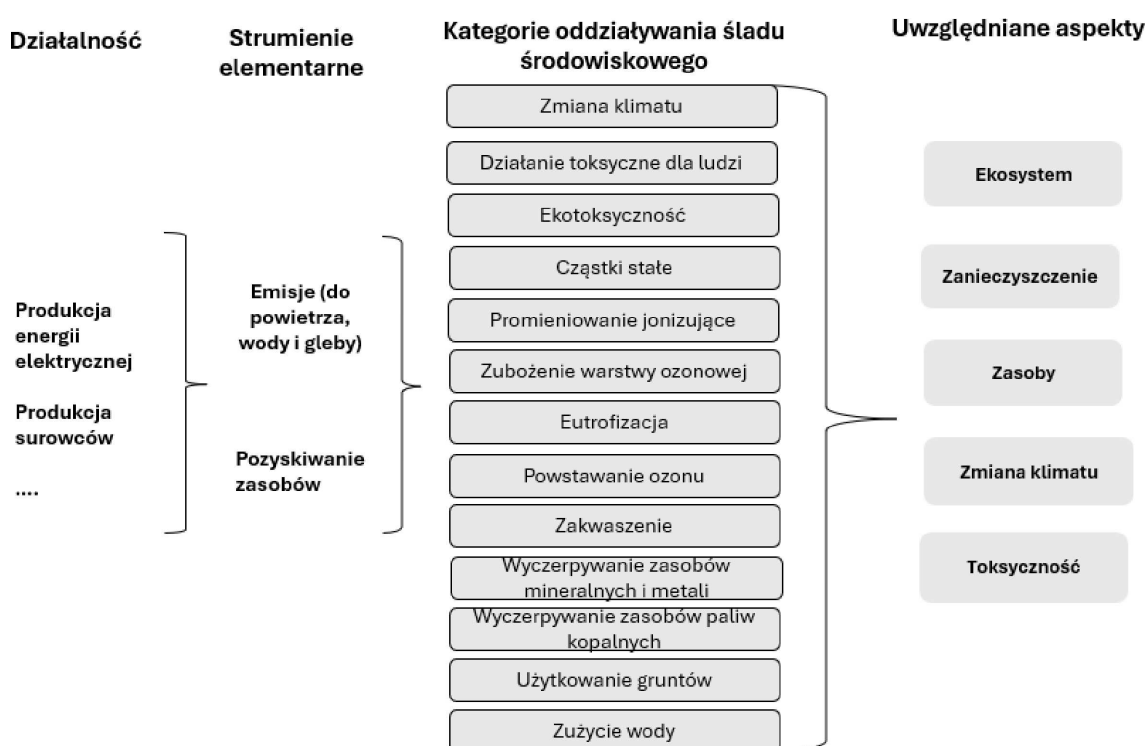 Działalność
Strumienie
elementarne
Kategorie oddziaływania śladu
środowiskowego
Uwzględniane aspekty
Produkcja
energii
elektrycznej
Produkcja
surowców
....
Emisje (do
powietrza,
wody i gleby)
Pozyskiwanie
zasobów
Zmiana klimatu
Działanie toksyczne dla ludzi
Ekotoksyczność
Cząstki stałe
Promieniowanie jonizujące
Zubożenie warstwy ozonowej
Eutrofizacja
Powstawanie ozonu
Zakwaszenie
Wyczerpywanie zasobów
mineralnych i metali
Wyczerpywanie zasobów paliw
kopalnych
Użytkowanie gruntów
Zużycie wody
Ekosystem
Zanieczyszczenie
Zasoby
Zmiana klimatu
Toksyczność